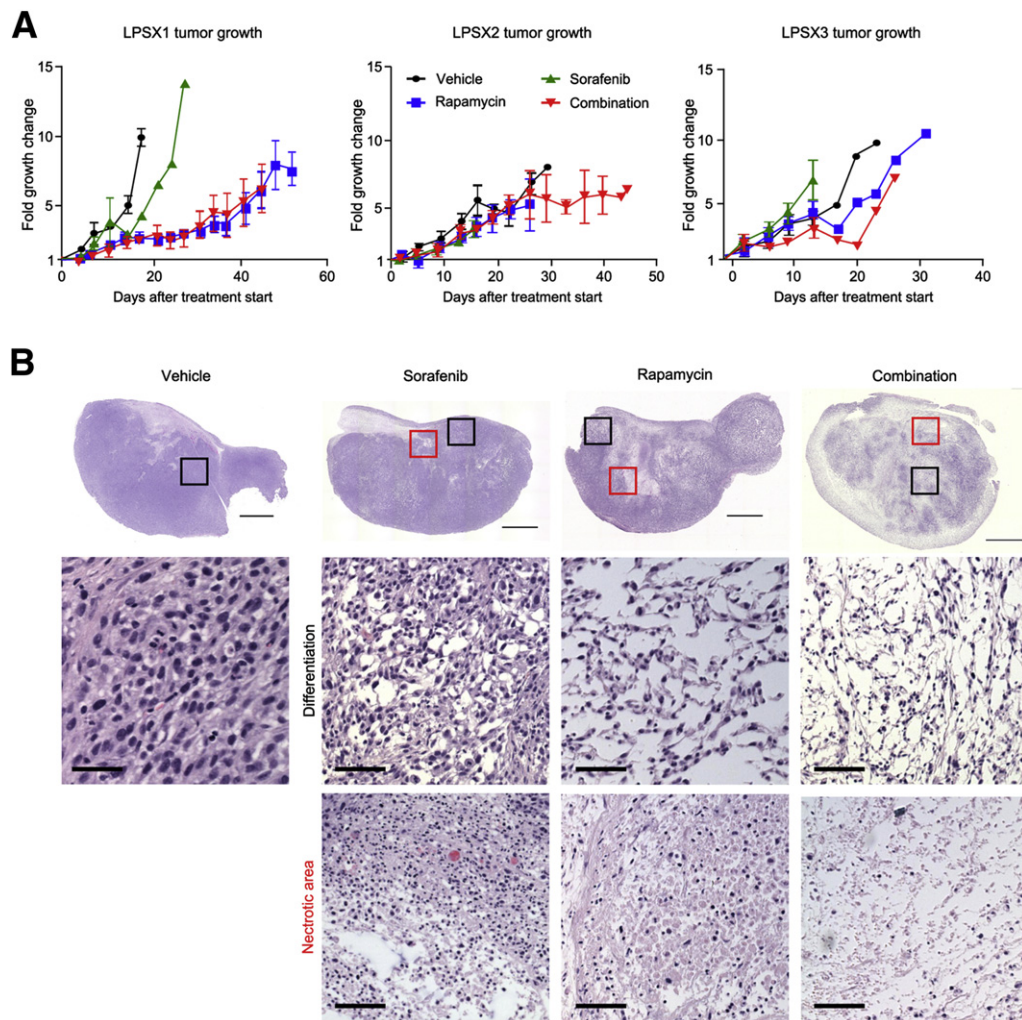 A
LPSX1 tumor growth
LPSX2 tumor growth
LPSX3 tumor growth
Fold growth change
15
10
5
1
0
20
40
60
Days after treatment start
Fold growth change
15
10
5
1
Vehicle
Sorafenib
Rapamycin
Combination
0
10
20
30
40
50
Days after treatment start
Fold growth change
15
10
5
1
0
10
20
30
40
Days after treatment start
B
Vehicle
Sorafenib
Rapamycin
Combination
Differentiation
Nectrotic area